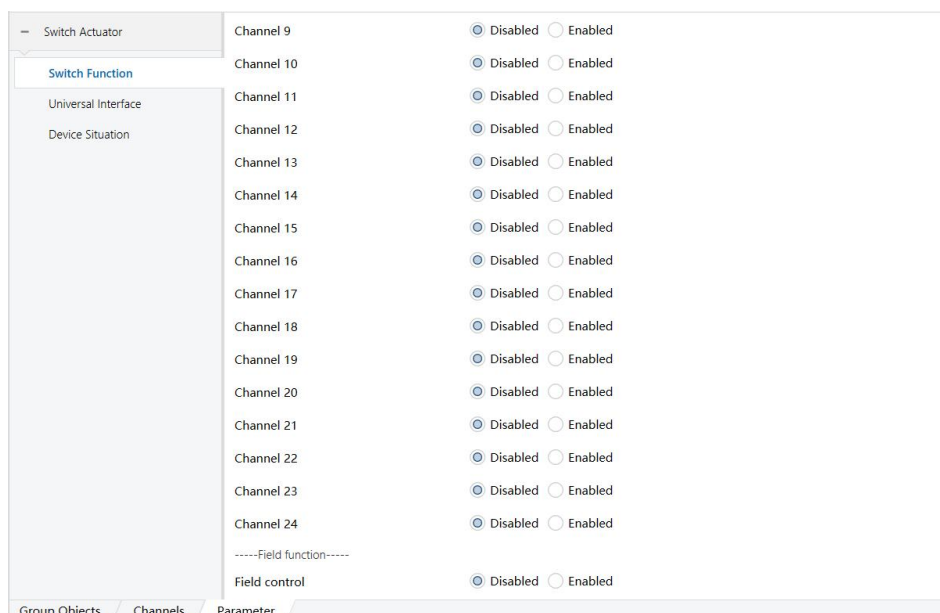 − Switch Actuator
Switch Function
Universal Interface
Device Situation
Channel 9 Disabled Enabled
Channel 10 Disabled Enabled
Channel 11 Disabled Enabled
Channel 12 Disabled Enabled
Channel 13 Disabled Enabled
Channel 14 Disabled Enabled
Channel 15 Disabled Enabled
Channel 16 Disabled Enabled
Channel 17 Disabled Enabled
Channel 18 Disabled Enabled
Channel 19 Disabled Enabled
Channel 20 Disabled Enabled
Channel 21 Disabled Enabled
Channel 22 Disabled Enabled
Channel 23 Disabled Enabled
Channel 24 Disabled Enabled
-----Field function-----
Field control Disabled Enabled
Group Objects Channels Parameter